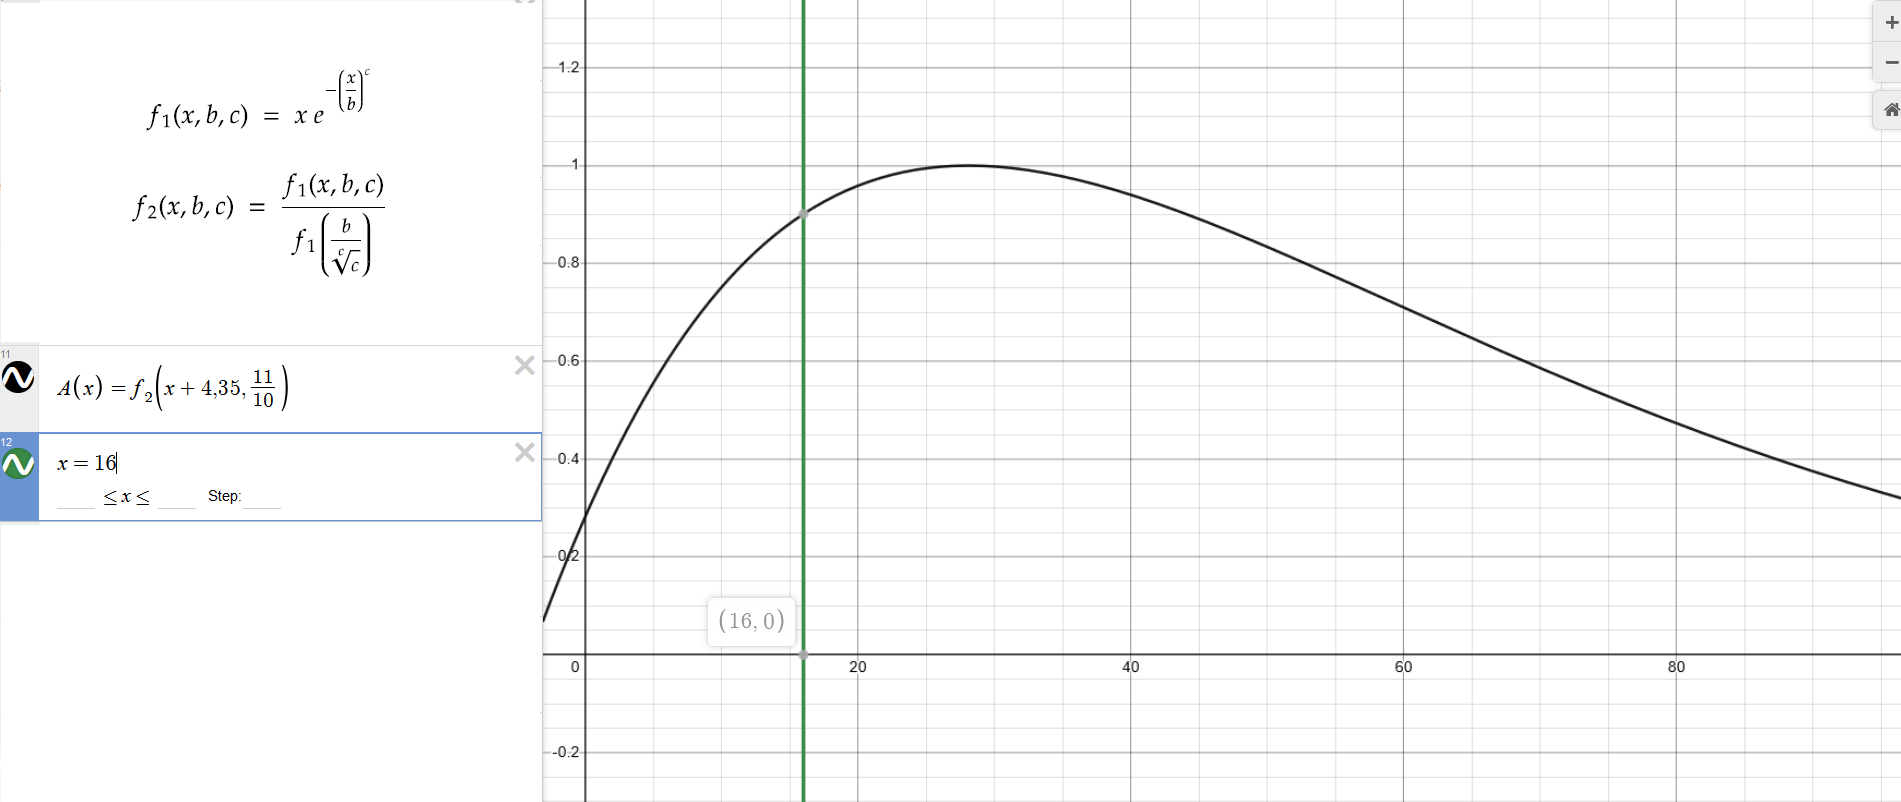 f₁(x, b, c) = x e^{-(x/b)^c}
f₂(x, b, c) = f₁(x, b, c) / f₁(b / ᶜ√c)
11
A(x) = f₂(x + 4,35, 11/10)
12
x = 16
≤ x ≤ Step:
1.2
1
0.8
0.6
0.4
0.2
(16, 0)
0 20 40 60 80
-0.2
+
−